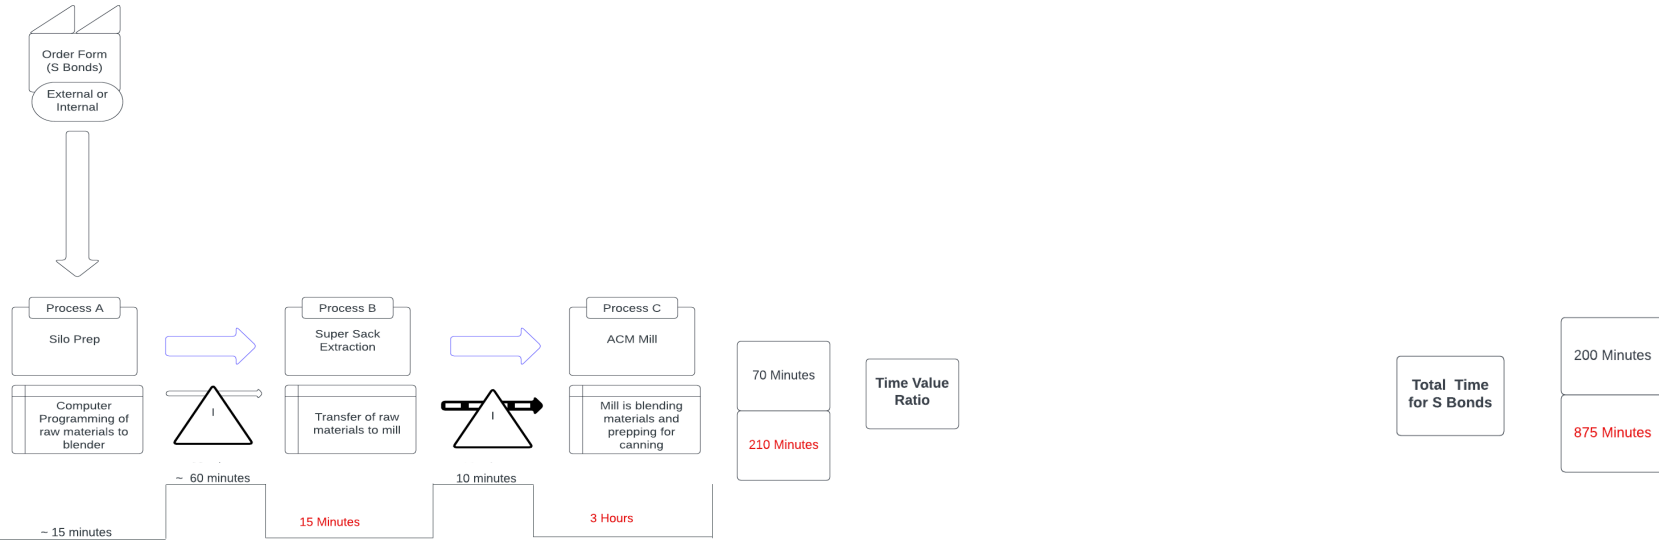 Order Form
(S Bonds)
External or
Internal
Process A
Silo Prep
Process B
Super Sack
Extraction
Process C
ACM Mill
Computer
Programming of
raw materials to
blender
I
Transfer of raw
materials to mill
I
Mill is blending
materials and
prepping for
canning
70 Minutes
210 Minutes
Time Value
Ratio
Total Time
for S Bonds
200 Minutes
875 Minutes
~ 60 minutes
10 minutes
~ 15 minutes
15 Minutes
3 Hours